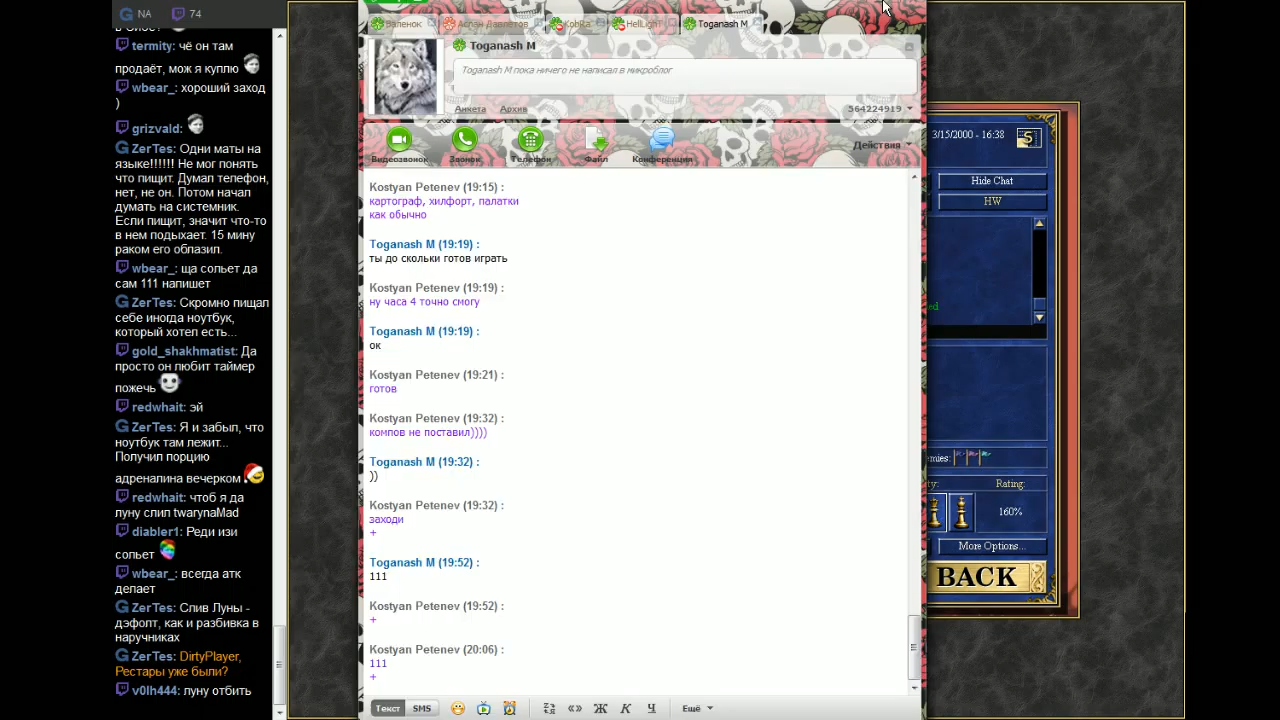 NA 74
termity: чё он там
продаёт, мож я куплю
wbear_: хороший заход
)
grizvald:
ZerTes: Одни маты на
языке!!!!!! Не мог понять
что пищит. Думал телефон,
нет, не он. Потом начал
думать на системник.
Если пищит, значит что-то
в нем подыхает. 15 мину
раком его облазил.
wbear_: ща сольет да
сам 111 напишет
ZerTes: Скромно пищал
себе иногда ноутбук,
который хотел есть...
gold_shakhmatist: Да
просто он любит таймер
пожечь
redwhait: эй
ZerTes: Я и забыл, что
ноутбук там лежит...
Получил порцию
адреналина вечерком
redwhait: чтоб я да
луну слил twarynaMad
diabler1: Реди изи
сольет
wbear_: всегда атк
делает
ZerTes: Слив Луны -
дэфолт, как и разбивка в
наручниках
ZerTes: DirtyPlayer,
Рестары уже были?
v0lh444: луну отбить
Валенок
Аслан Давлетов
KobRa
HellLight
Toganash M
Toganash M
Toganash M пока ничего не написал в микроблог
Анкета Архив
564224919
Видеозвонок Звонок Телефон Файл Конференция
Действия
Kostyan Petenev (19:15) :
картограф, хилфорт, палатки
как обычно
Toganash M (19:19) :
ты до скольки готов играть
Kostyan Petenev (19:19) :
ну часа 4 точно смогу
Toganash M (19:19) :
ок
Kostyan Petenev (19:21) :
готов
Kostyan Petenev (19:32) :
компов не поставил))))
Toganash M (19:32) :
))
Kostyan Petenev (19:32) :
заходи
+
Toganash M (19:52) :
111
Kostyan Petenev (19:52) :
+
Kostyan Petenev (20:06) :
111
+
Текст SMS Ж К Ч Ещё
3/15/2000 - 16:38
Hide Chat
HW
ed
emies:
ty: Rating:
160%
More Options...
BACK